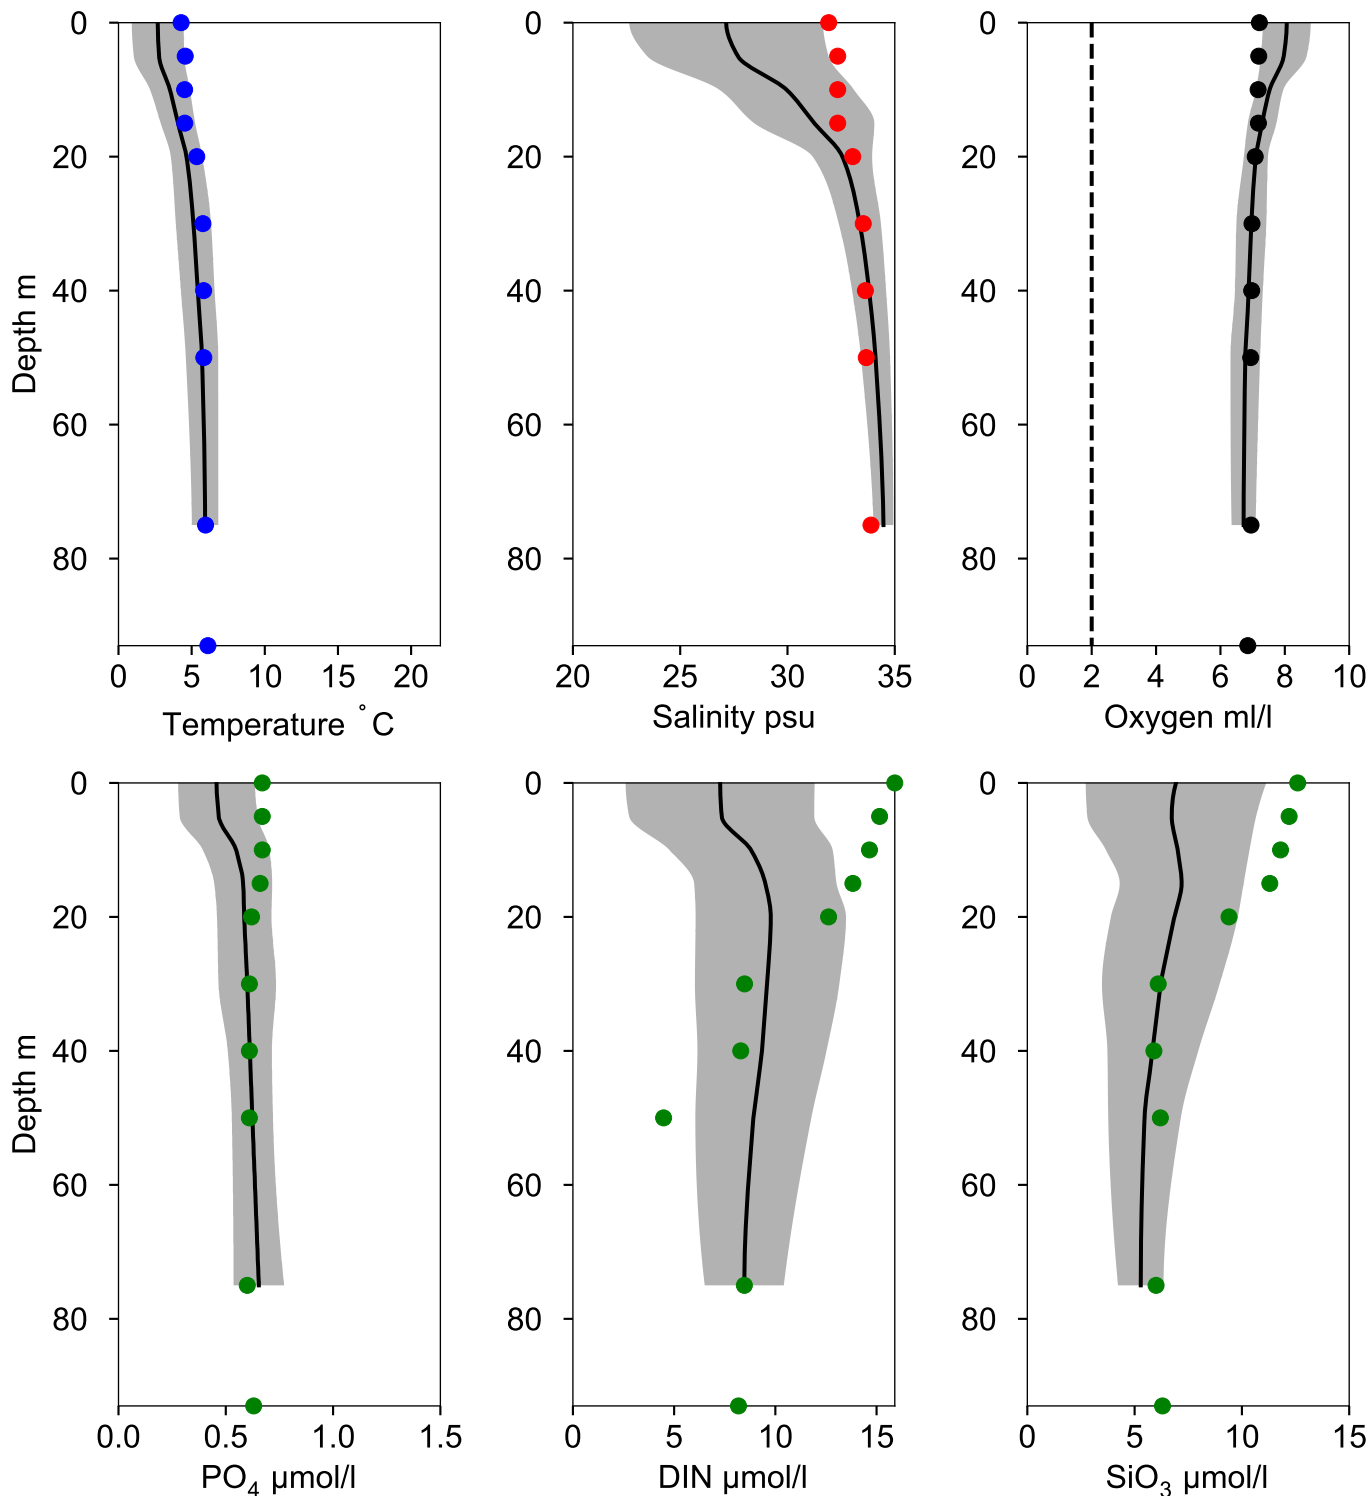 0
20
40
60
80
Depth m
0 5 10 15 20
Temperature °C
20 25 30 35
Salinity psu
0
20
40
60
80
0 2 4 6 8 10
Oxygen ml/l
0
20
40
60
80
0
20
40
60
80
Depth m
0.0 0.5 1.0 1.5
PO₄ µmol/l
0
20
40
60
80
0 5 10 15
DIN µmol/l
0
20
40
60
80
0 5 10 15
SiO₃ µmol/l